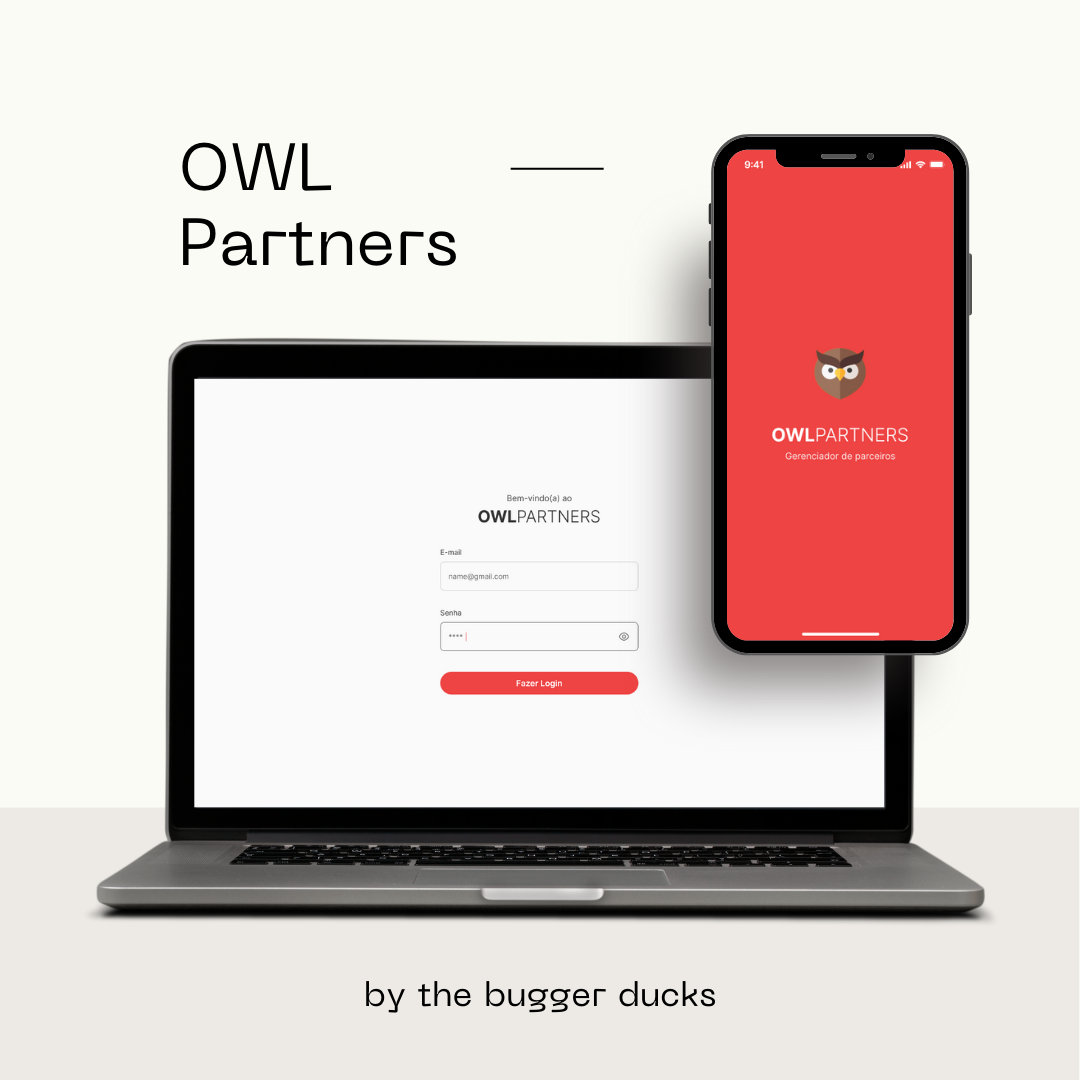 OWL
Partners
9:41
OWLPARTNERS
Gerenciador de parceiros
Bem-vindo(a) ao
OWLPARTNERS
E-mail
name@gmail.com
Senha
****
Fazer Login
by the bugger ducks